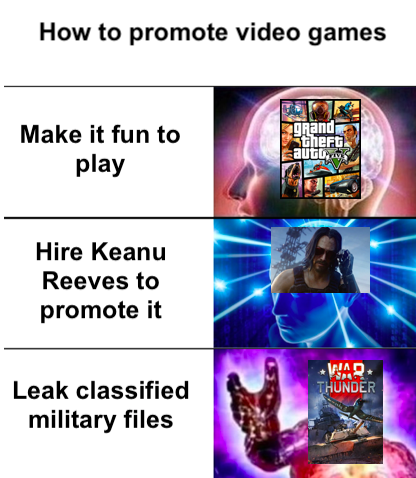 How to promote video games
Make it fun to
play
grand
theft
auto V
Hire Keanu
Reeves to
promote it
Leak classified
military files
WAR
THUNDER